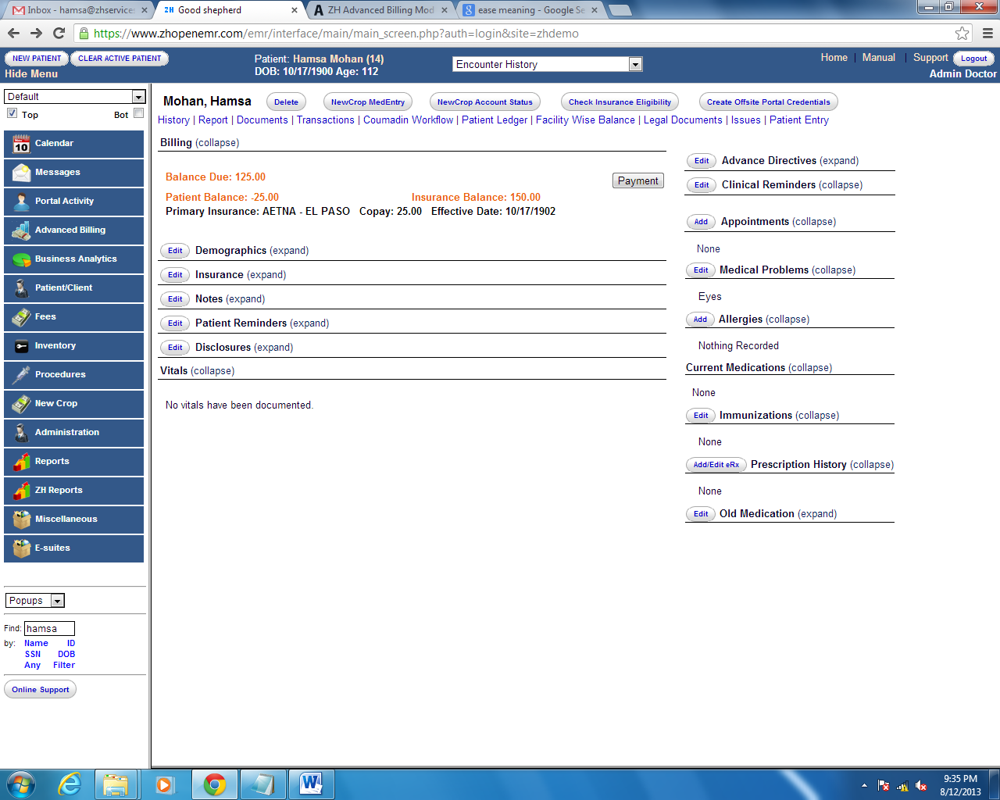 Inbox - hamsa@zhservices
Good shepherd
ZH Advanced Billing Mod
ease meaning - Google Se
https://www.zhopenemr.com/emr/interface/main/main_screen.php?auth=login&site=zhdemo
NEW PATIENT CLEAR ACTIVE PATIENT
Hide Menu
Patient: Hamsa Mohan (14)
DOB: 10/17/1900 Age: 112
Encounter History
Home | Manual | Support Logout
Admin Doctor
Default
Top Bot
Calendar
Messages
Portal Activity
Advanced Billing
Business Analytics
Patient/Client
Fees
Inventory
Procedures
New Crop
Administration
Reports
ZH Reports
Miscellaneous
E-suites
Popups
Find: hamsa
by: Name ID
SSN DOB
Any Filter
Online Support
Mohan, Hamsa Delete NewCrop MedEntry NewCrop Account Status Check Insurance Eligibility Create Offsite Portal Credentials
History | Report | Documents | Transactions | Coumadin Workflow | Patient Ledger | Facility Wise Balance | Legal Documents | Issues | Patient Entry
Billing (collapse)
Balance Due: 125.00
Payment
Patient Balance: -25.00 Insurance Balance: 150.00
Primary Insurance: AETNA - EL PASO Copay: 25.00 Effective Date: 10/17/1902
Edit Demographics (expand)
Edit Insurance (expand)
Edit Notes (expand)
Edit Patient Reminders (expand)
Edit Disclosures (expand)
Vitals (collapse)
No vitals have been documented.
Edit Advance Directives (expand)
Edit Clinical Reminders (collapse)
Add Appointments (collapse)
None
Edit Medical Problems (collapse)
Eyes
Add Allergies (collapse)
Nothing Recorded
Current Medications (collapse)
None
Edit Immunizations (collapse)
None
Add/Edit eRx Prescription History (collapse)
None
Edit Old Medication (expand)
9:35 PM
8/12/2013